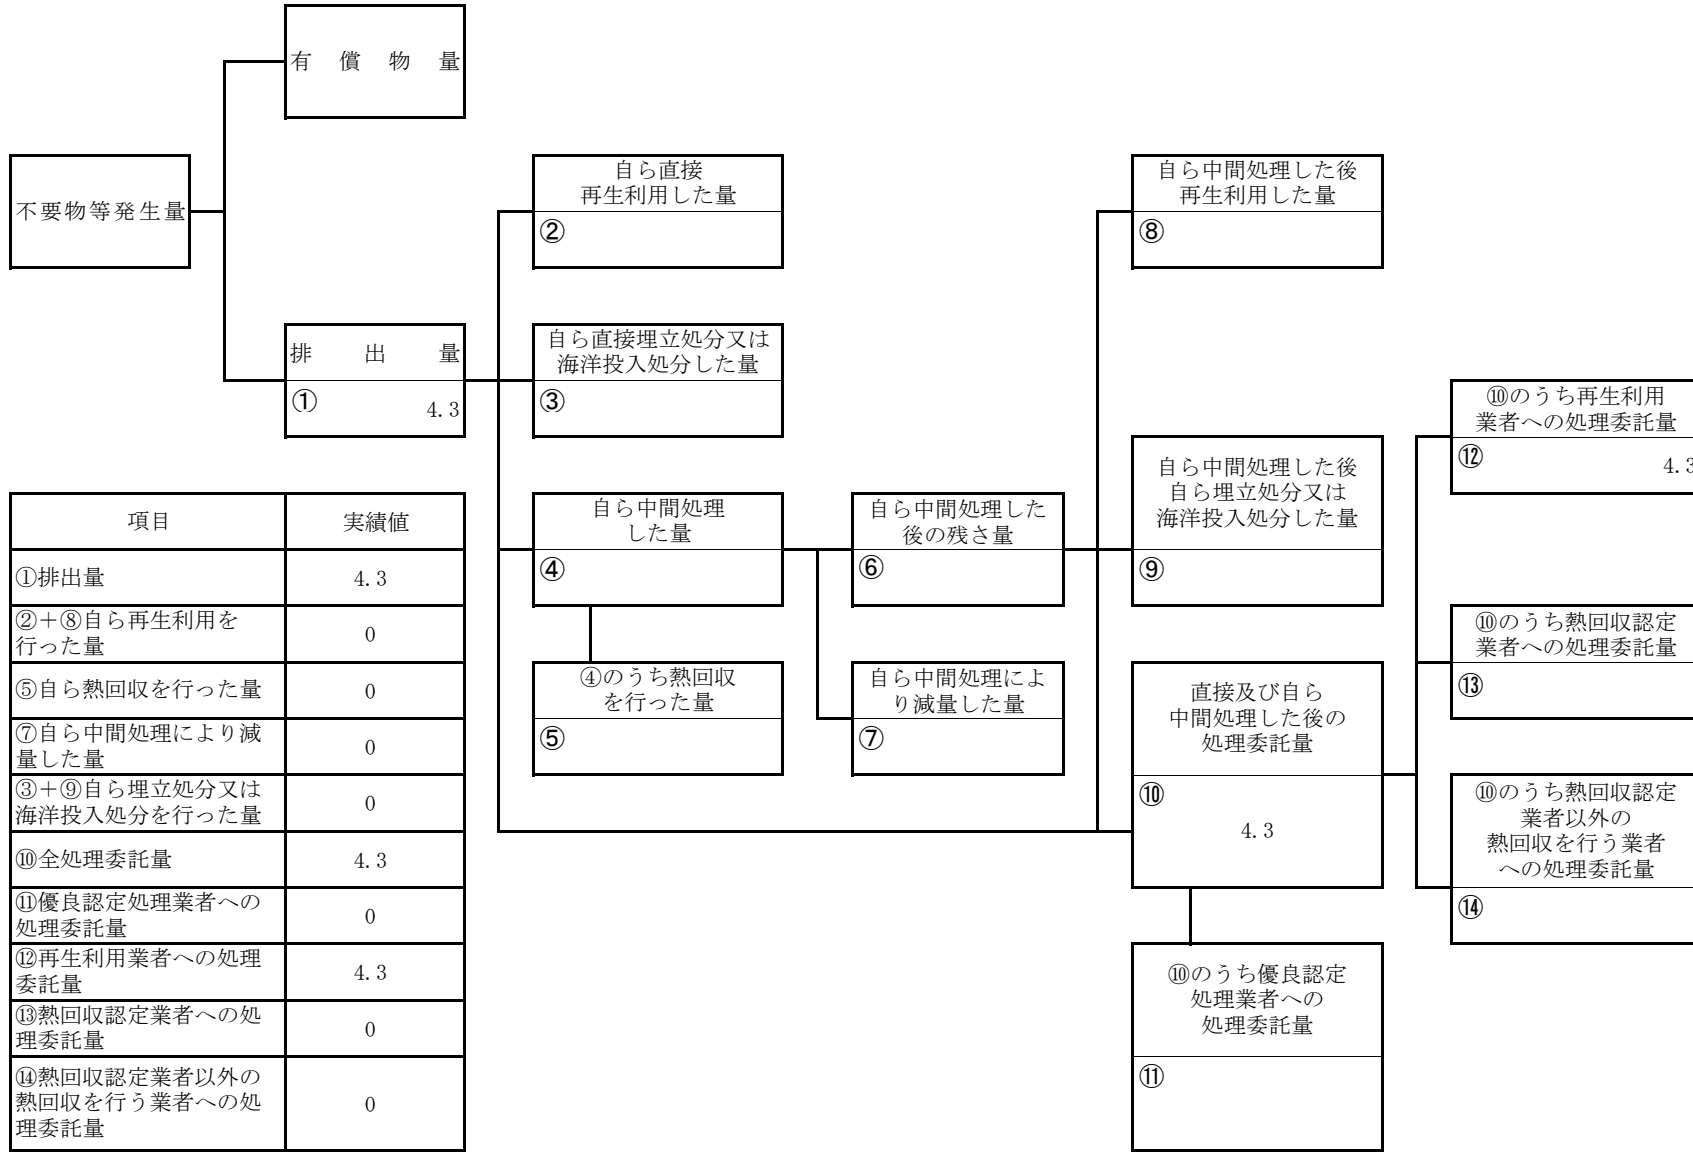 有償物量
不要物等発生量
自ら直接
再生利用した量
②
自ら中間処理した後
再生利用した量
⑧
排出量
① 4.3
自ら直接埋立処分又は
海洋投入処分した量
③
⑩のうち再生利用
業者への処理委託量
⑫ 4.3
自ら中間処理
した量
④
自ら中間処理した
後の残さ量
⑥
自ら中間処理した後
自ら埋立処分又は
海洋投入処分した量
⑨
④のうち熱回収
を行った量
⑤
自ら中間処理によ
り減量した量
⑦
直接及び自ら
中間処理した後の
処理委託量
⑩
4.3
⑩のうち熱回収認定
業者への処理委託量
⑬
⑩のうち熱回収認定
業者以外の
熱回収を行う業者
への処理委託量
⑭
⑩のうち優良認定
処理業者への
処理委託量
⑪
項目 実績値
①排出量 4.3
②+⑧自ら再生利用を
行った量 0
⑤自ら熱回収を行った量 0
⑦自ら中間処理により減
量した量 0
③+⑨自ら埋立処分又は
海洋投入処分を行った量 0
⑩全処理委託量 4.3
⑪優良認定処理業者への
処理委託量 0
⑫再生利用業者への処理
委託量 4.3
⑬熱回収認定業者への処
理委託量 0
⑭熱回収認定業者以外の
熱回収を行う業者への処
理委託量 0